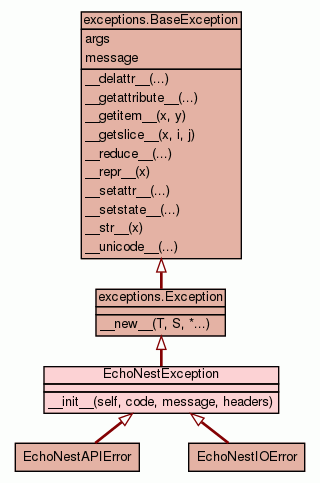 exceptions.BaseException
args
message
__delattr__(...)
__getattribute__(...)
__getitem__(x, y)
__getslice__(x, i, j)
__reduce__(...)
__repr__(x)
__setattr__(...)
__setstate__(...)
__str__(x)
__unicode__(...)
exceptions.Exception
__new__(T, S, *...)
EchoNestException
__init__(self, code, message, headers)
EchoNestAPIError
EchoNestIOError